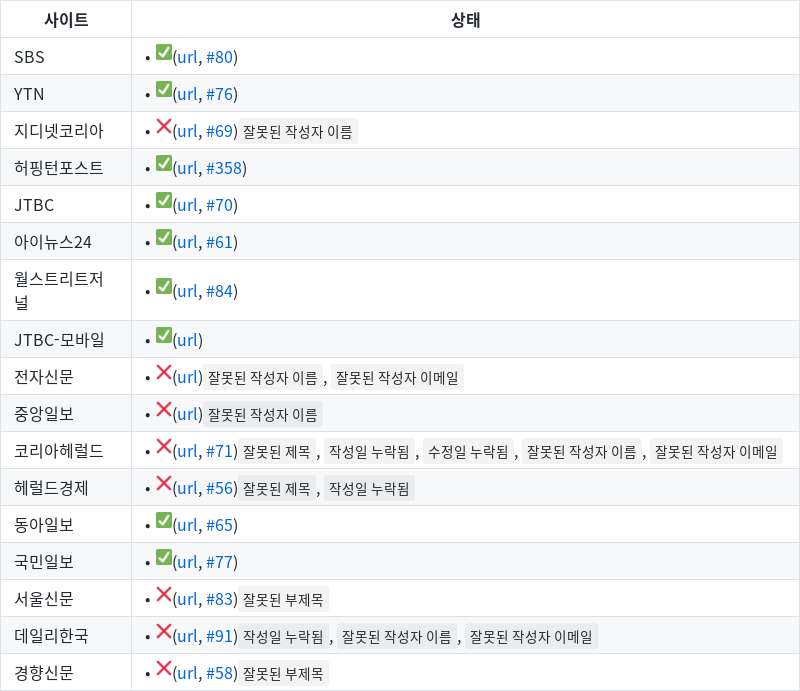 사이트 상태
SBS • ✅(url, #80)
YTN • ✅(url, #76)
지디넷코리아 • ❌(url, #69) 잘못된 작성자 이름
허핑턴포스트 • ✅(url, #358)
JTBC • ✅(url, #70)
아이뉴스24 • ✅(url, #61)
월스트리트저
널 • ✅(url, #84)
JTBC-모바일 • ✅(url)
전자신문 • ❌(url) 잘못된 작성자 이름 , 잘못된 작성자 이메일
중앙일보 • ❌(url) 잘못된 작성자 이름
코리아헤럴드 • ❌(url, #71) 잘못된 제목 , 작성일 누락됨 , 수정일 누락됨 , 잘못된 작성자 이름 , 잘못된 작성자 이메일
헤럴드경제 • ❌(url, #56) 잘못된 제목 , 작성일 누락됨
동아일보 • ✅(url, #65)
국민일보 • ✅(url, #77)
서울신문 • ❌(url, #83) 잘못된 부제목
데일리한국 • ❌(url, #91) 작성일 누락됨 , 잘못된 작성자 이름 , 잘못된 작성자 이메일
경향신문 • ❌(url, #58) 잘못된 부제목